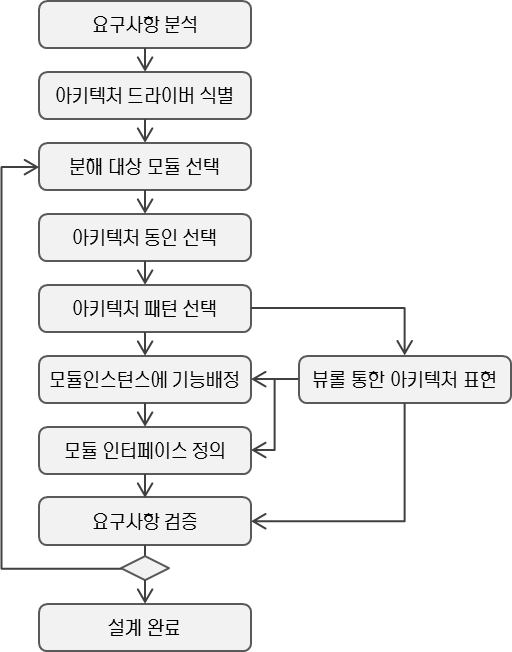 요구사항 분석
아키텍처 드라이버 식별
분해 대상 모듈 선택
아키텍처 동인 선택
아키텍처 패턴 선택
모듈인스턴스에 기능배정
뷰롤 통한 아키텍처 표현
모듈 인터페이스 정의
요구사항 검증
설계 완료